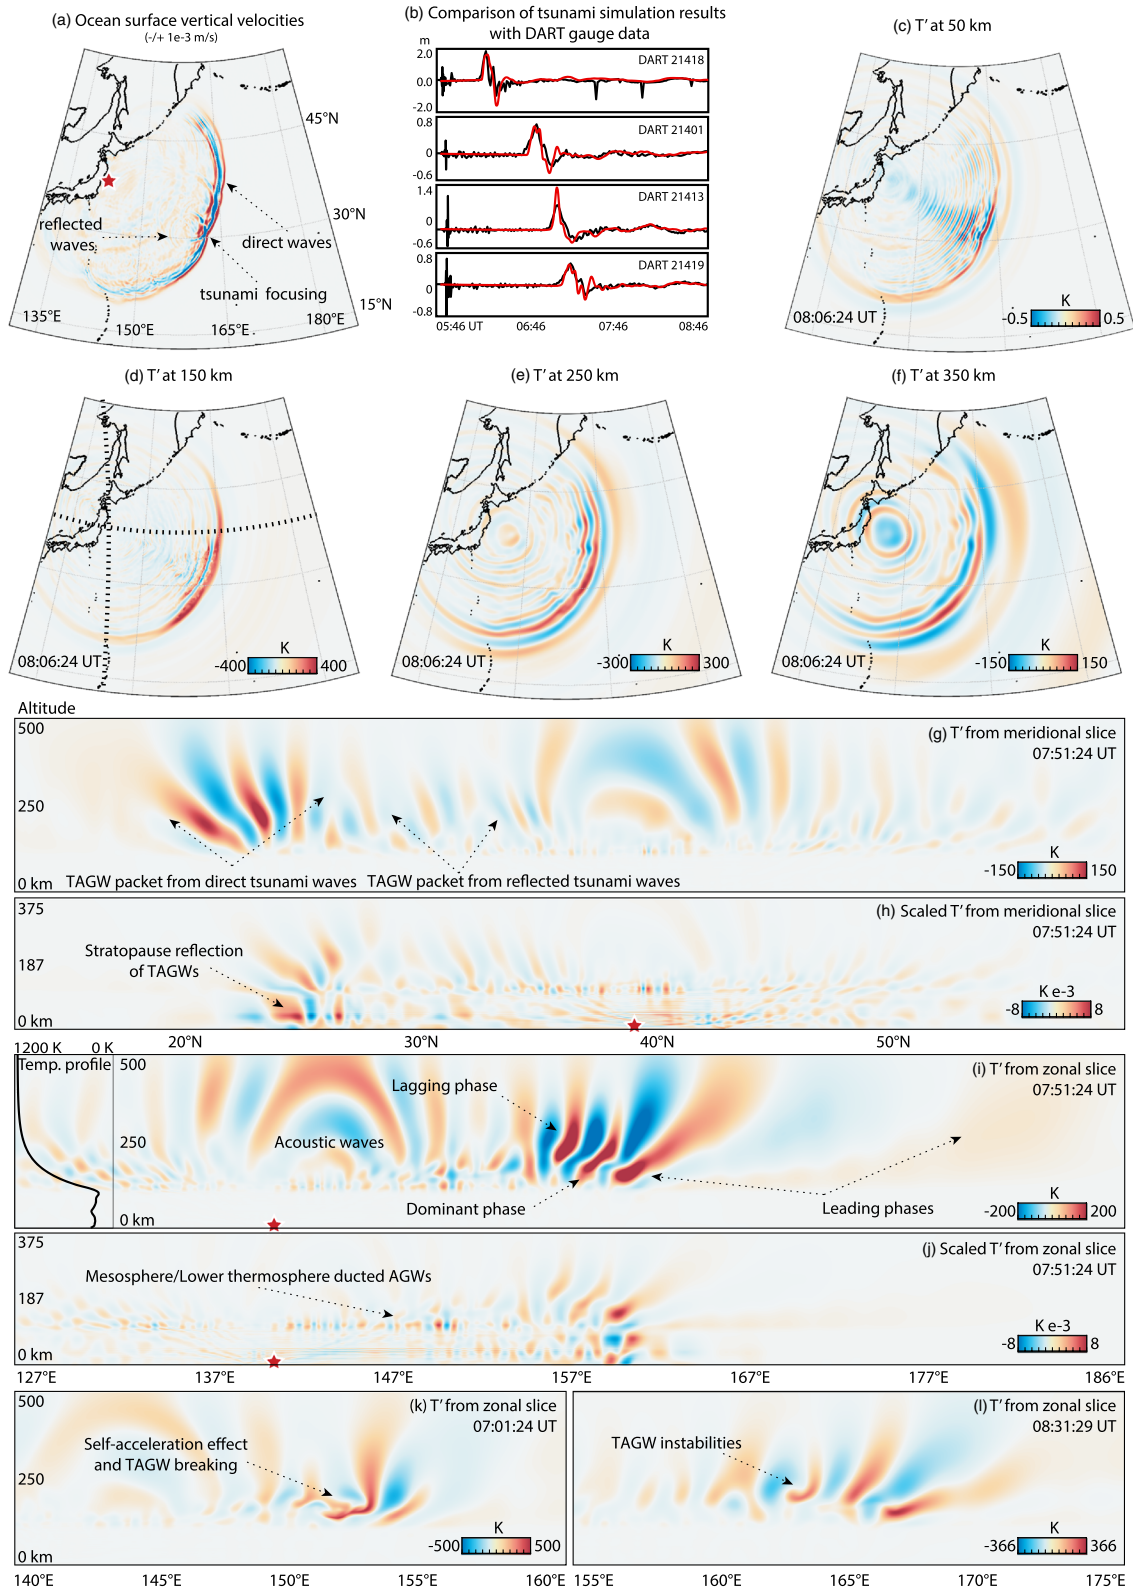 (a) Ocean surface vertical velocities
(-/+ 1e-3 m/s)
45°N
30°N
15°N
reflected
waves
direct waves
tsunami focusing
135°E
150°E
165°E
180°E
(b) Comparison of tsunami simulation results
with DART gauge data
m
2.0
0.0
-2.0
DART 21418
0.8
0
-0.6
DART 21401
1.4
0
-0.6
DART 21413
0.8
0
-0.8
DART 21419
05:46 UT
06:46
07:46
08:46
(c) T' at 50 km
08:06:24 UT
K
-0.5
0.5
(d) T' at 150 km
08:06:24 UT
K
-400
400
(e) T' at 250 km
08:06:24 UT
K
-300
300
(f) T' at 350 km
08:06:24 UT
K
-150
150
Altitude
500
250
0 km
(g) T' from meridional slice
07:51:24 UT
TAGW packet from direct tsunami waves
TAGW packet from reflected tsunami waves
K
-150
150
375
187
0 km
(h) Scaled T' from meridional slice
07:51:24 UT
Stratopause reflection
of TAGWs
K e-3
-8
8
20°N
30°N
40°N
50°N
1200 K
0 K
Temp. profile
500
250
0 km
(i) T' from zonal slice
07:51:24 UT
Lagging phase
Acoustic waves
Dominant phase
Leading phases
K
-200
200
375
187
0 km
(j) Scaled T' from zonal slice
07:51:24 UT
Mesosphere/Lower thermosphere ducted AGWs
K e-3
-8
8
127°E
137°E
147°E
157°E
167°E
177°E
186°E
500
250
0 km
(k) T' from zonal slice
07:01:24 UT
Self-acceleration effect
and TAGW breaking
K
-500
500
140°E
145°E
150°E
155°E
160°E
(l) T' from zonal slice
08:31:29 UT
TAGW instabilities
K
-366
366
155°E
160°E
165°E
170°E
175°E